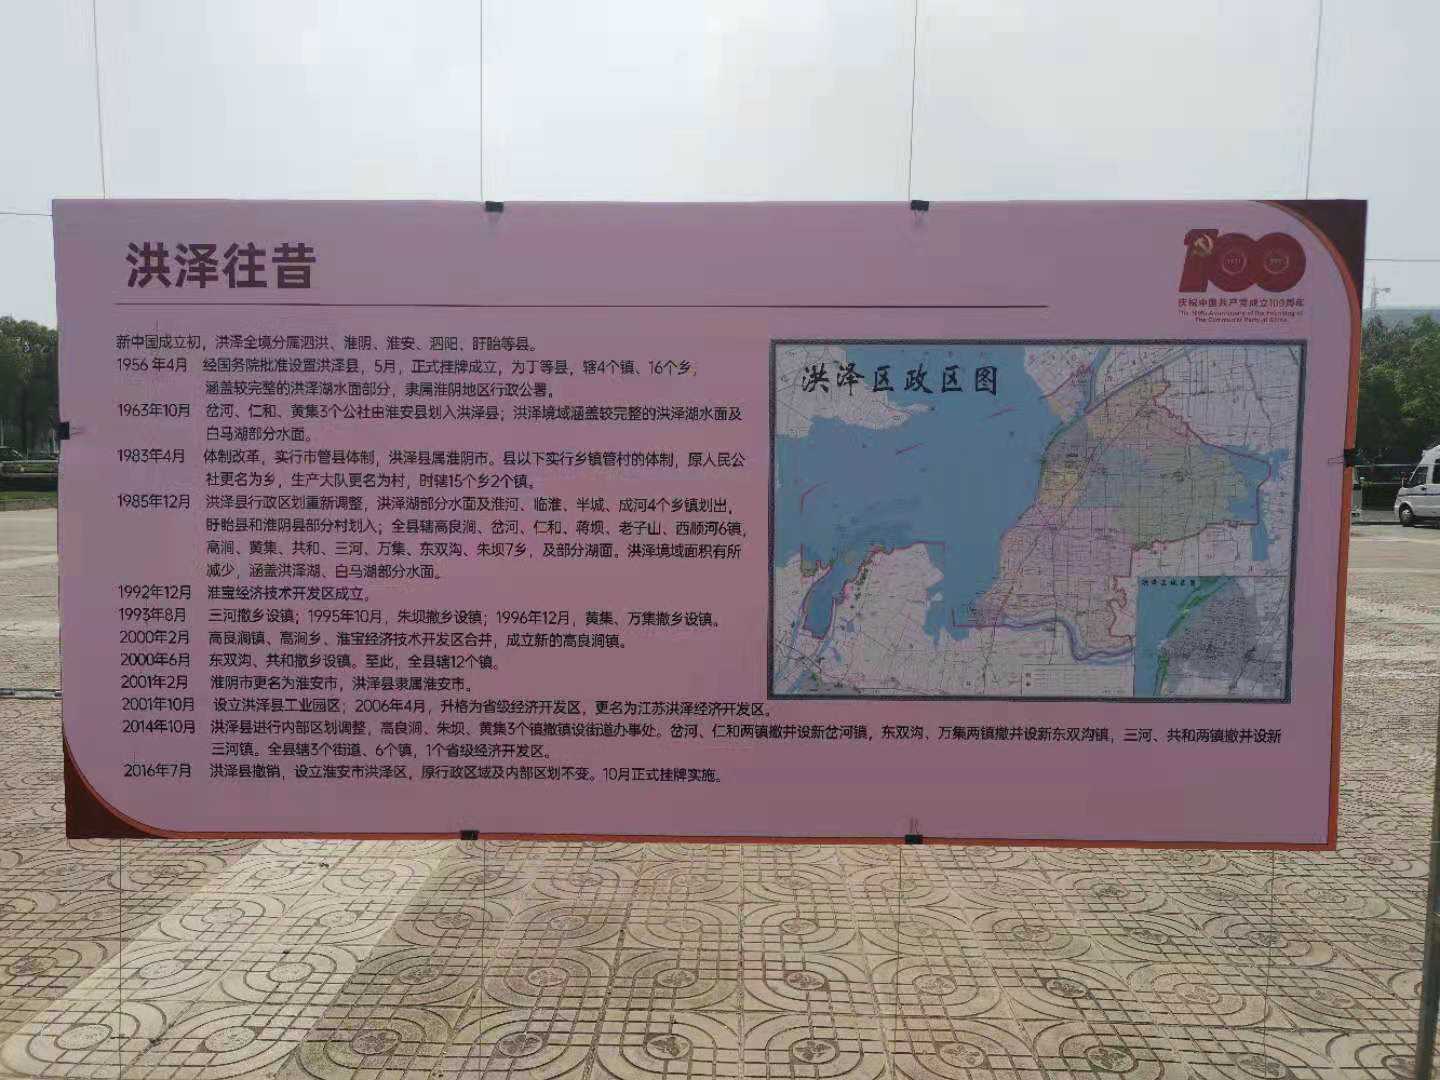 洪泽往昔
庆祝中国共产党成立100周年
The 100th Anniversary of the Founding of
The Communist Party of China
新中国成立初，洪泽全境分属泗洪、淮阴、淮安、泗阳、盱眙等县。
1956年4月 经国务院批准设置洪泽县，5月，正式挂牌成立，为丁等县，辖4个镇、16个乡，
涵盖较完整的洪泽湖水面部分，隶属淮阴地区行政公署。
1963年10月 岔河、仁和、黄集3个公社由淮安县划入洪泽县；洪泽境域涵盖较完整的洪泽湖水面及
白马湖部分水面。
1983年4月 体制改革，实行市管县体制，洪泽县属淮阴市。县以下实行乡镇管村的体制，原人民公
社更名为乡，生产大队更名为村，时辖15个乡2个镇。
1985年12月 洪泽县行政区划重新调整，洪泽湖部分水面及淮河、临淮、半城、成河4个乡镇划出，
盱眙县和淮阴县部分村划入；全县辖高良涧、岔河、仁和、蒋坝、老子山、西顺河6镇，
高涧、黄集、共和、三河、万集、东双沟、朱坝7乡，及部分湖面。洪泽境域面积有所
减少，涵盖洪泽湖、白马湖部分水面。
1992年12月 淮宝经济技术开发区成立。
1993年8月 三河撤乡设镇；1995年10月，朱坝撤乡设镇；1996年12月，黄集、万集撤乡设镇。
2000年2月 高良涧镇、高涧乡、淮宝经济技术开发区合并，成立新的高良涧镇。
2000年6月 东双沟、共和撤乡设镇。至此，全县辖12个镇。
2001年2月 淮阴市更名为淮安市，洪泽县隶属淮安市。
2001年10月 设立洪泽县工业园区；2006年4月，升格为省级经济开发区，更名为江苏洪泽经济开发区。
2014年10月 洪泽县进行内部区划调整，高良涧、朱坝、黄集3个镇撤镇设街道办事处。岔河、仁和两镇撤并设新岔河镇，东双沟、万集两镇撤并设新东双沟镇，三河、共和两镇撤并设新
三河镇。全县辖3个街道、6个镇，1个省级经济开发区。
2016年7月 洪泽县撤销，设立淮安市洪泽区，原行政区域及内部区划不变。10月正式挂牌实施。
洪泽区政区图